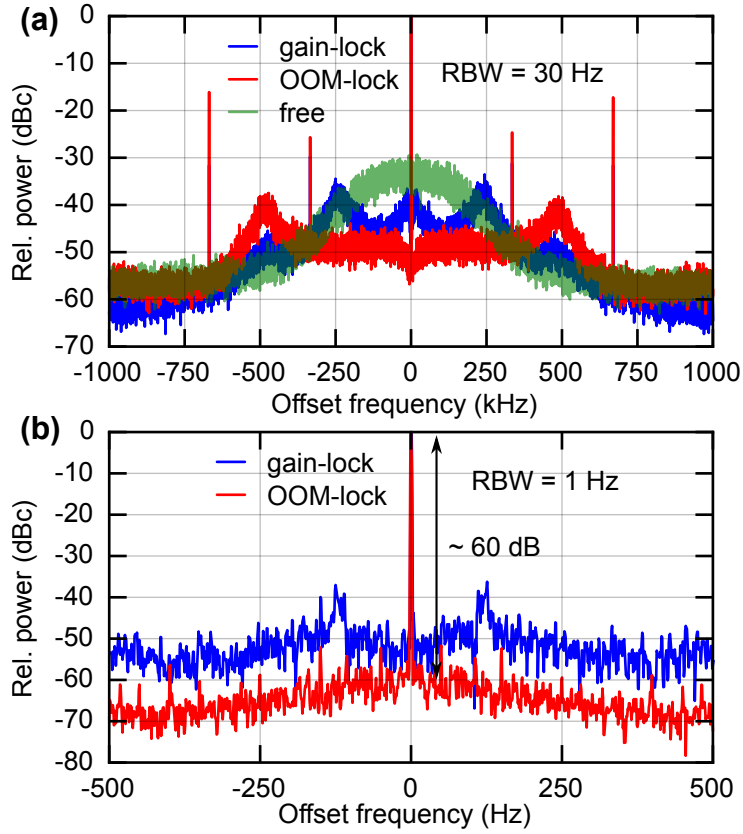 (a)
0
-10
-20
-30
-40
-50
-60
-70
Rel. power (dBc)
gain-lock
OOM-lock
free
RBW = 30 Hz
-1000 -750 -500 -250 0 250 500 750 1000
Offset frequency (kHz)
(b)
0
-10
-20
-30
-40
-50
-60
-70
-80
Rel. power (dBc)
gain-lock
OOM-lock
RBW = 1 Hz
~ 60 dB
-500 -250 0 250 500
Offset frequency (Hz)